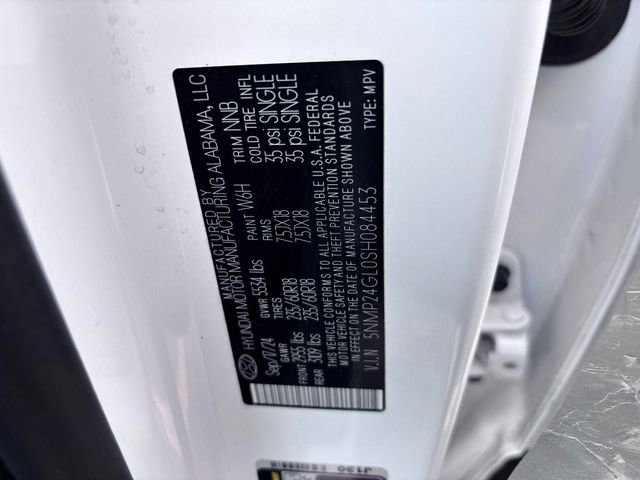 MANUFACTURED BY
HYUNDAI MOTOR MANUFACTURING ALABAMA, LLC
Sep/17/24 GVWR 5534 lbs PAINT W6H TRIM NNB
GAWR TIRES RIMS COLD TIRE INFL
FRONT 2955 lbs 235/60R18 7.5JX18 35 psi SINGLE
REAR 3109 lbs 235/60R18 7.5JX18 35 psi SINGLE
THIS VEHICLE CONFORMS TO ALL APPLICABLE U.S.A. FEDERAL
MOTOR VEHICLE SAFETY AND THEFT PREVENTION STANDARDS
IN EFFECT ON THE DATE OF MANUFACTURE SHOWN ABOVE
V.I.N 5NMP24GL0SH084453 TYPE: MPV
J130